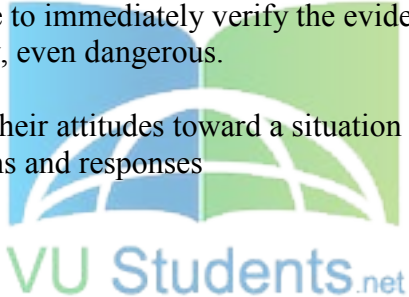 e to immediately verify the evide
, even dangerous.
heir attitudes toward a situation
ns and responses
VU Students.net